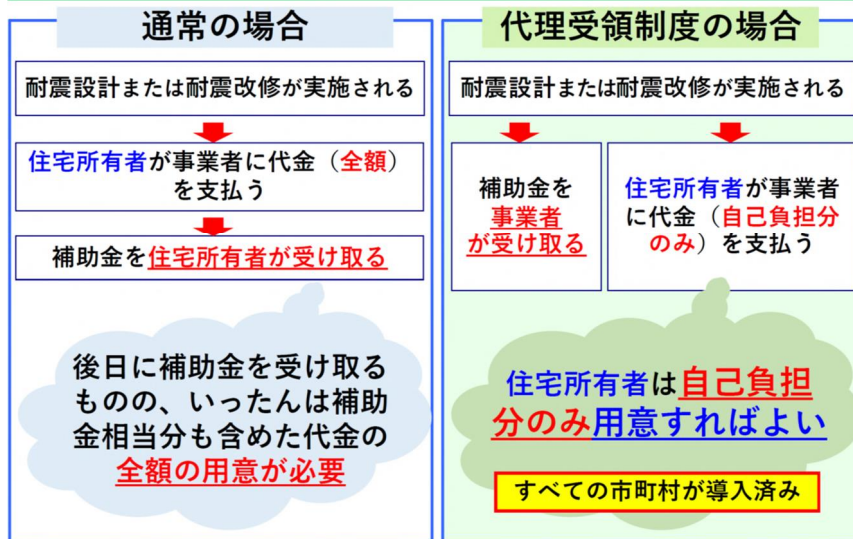 通常の場合
耐震設計または耐震改修が実施される
住宅所有者が事業者に代金（全額）
を支払う
補助金を住宅所有者が受け取る
後日に補助金を受け取る
ものの、いったんは補助
金相当分も含めた代金の
全額の用意が必要
代理受領制度の場合
耐震設計または耐震改修が実施される
補助金を
事業者
が受け取る
住宅所有者が事業者
に代金（自己負担分
のみ）を支払う
住宅所有者は自己負担
分のみ用意すればよい
すべての市町村が導入済み